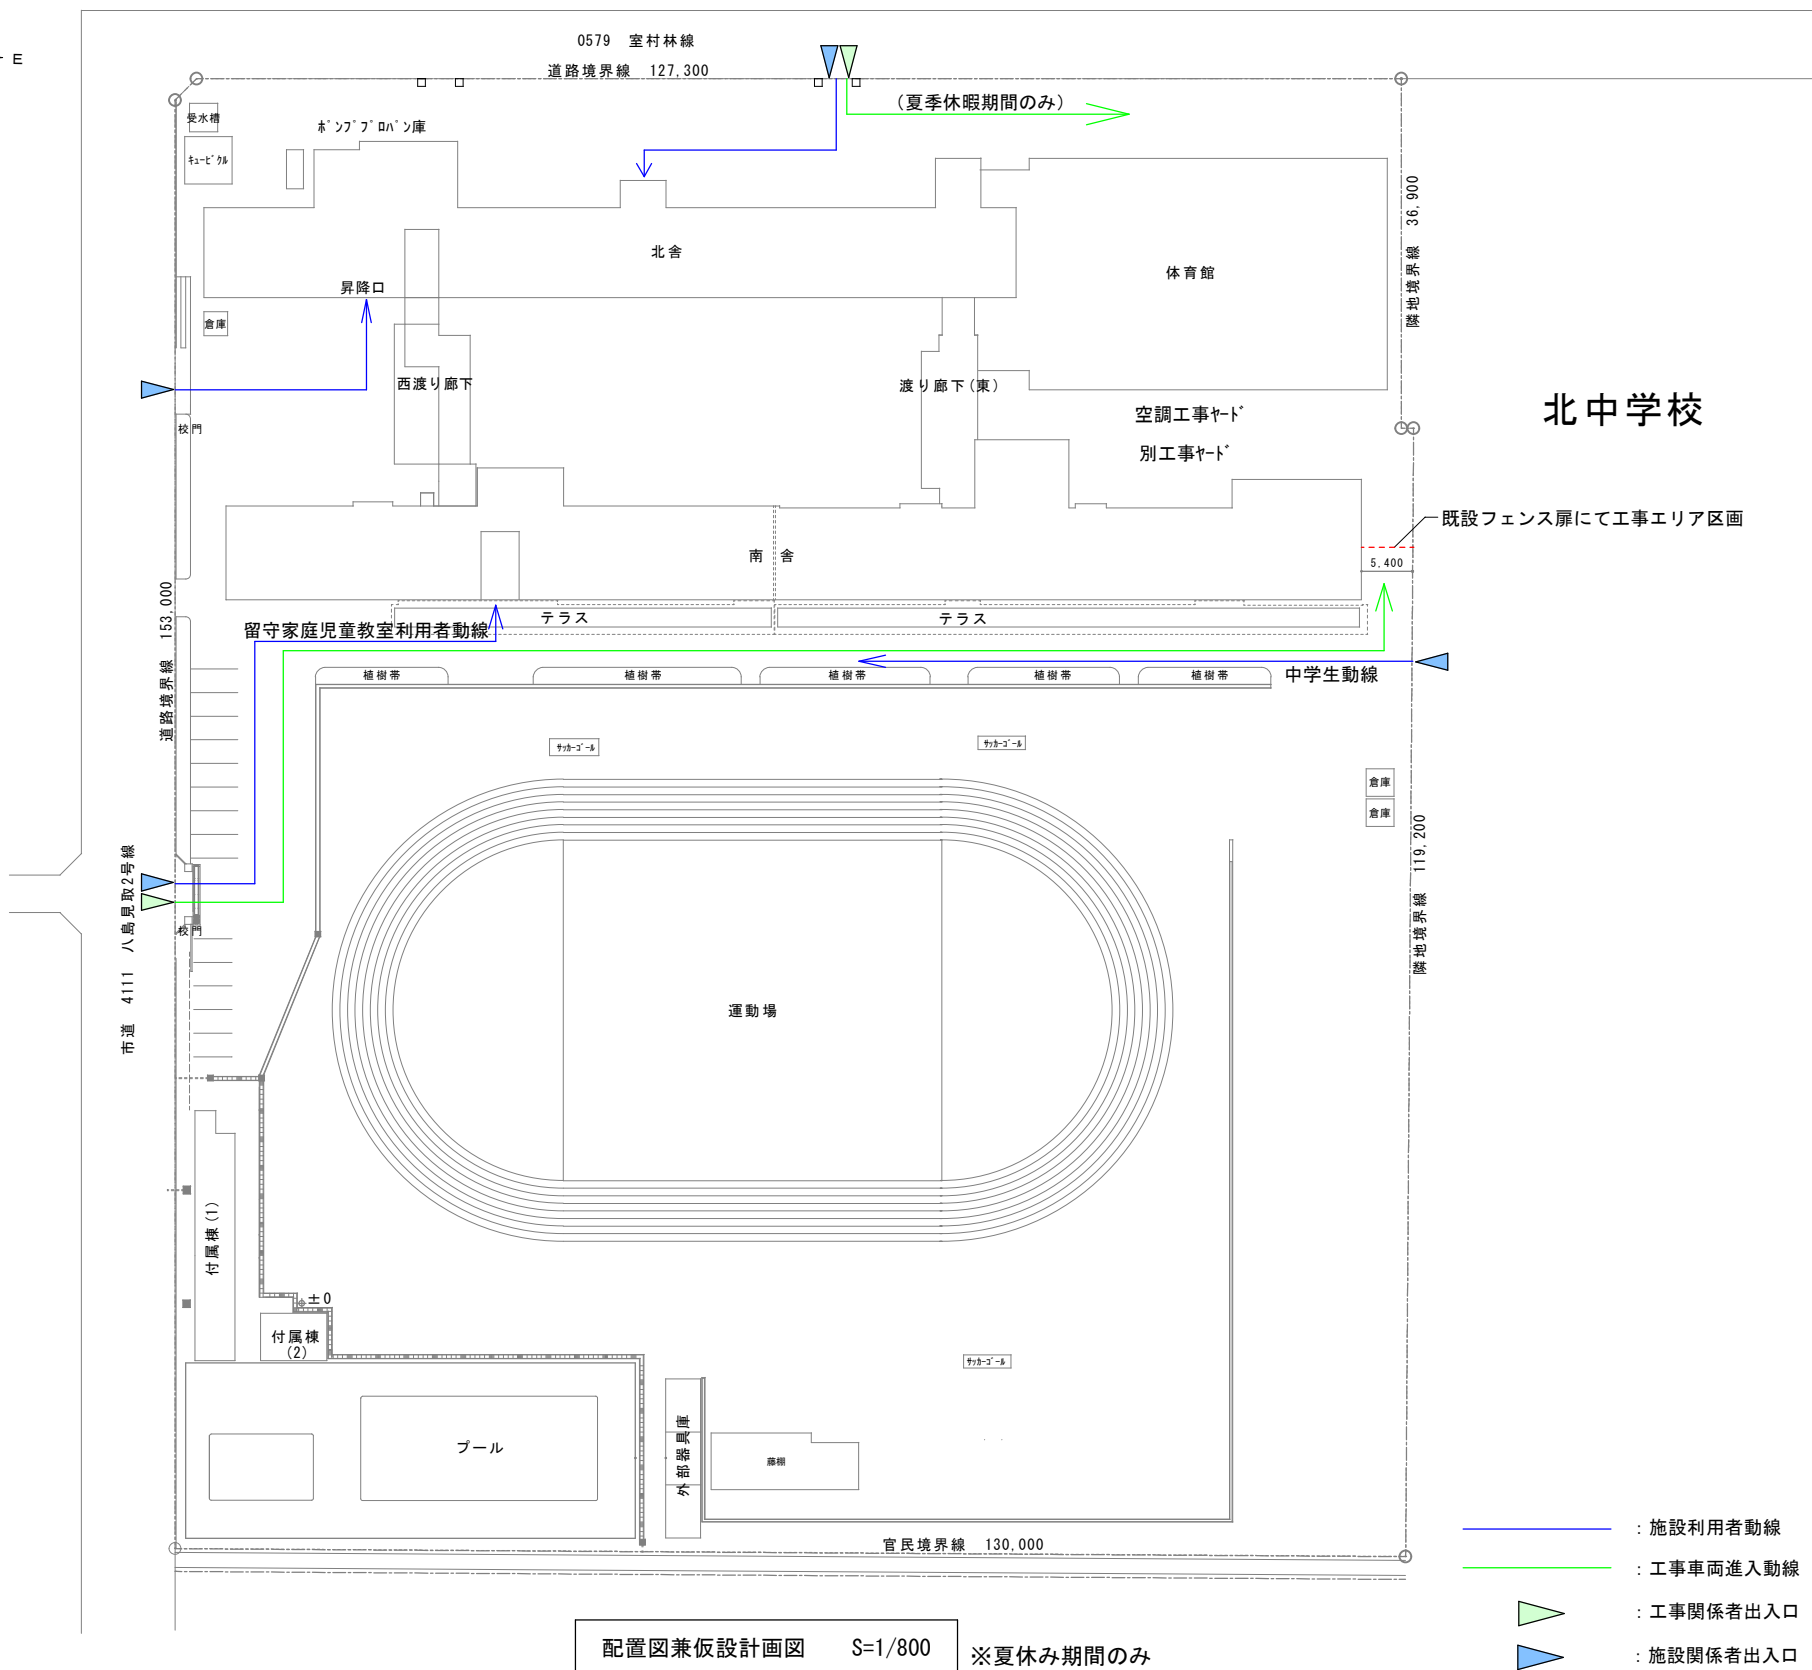 E
0579 室村林線
道路境界線 127,300
(夏季休暇期間のみ)
受水槽
ﾎﾟﾝﾌﾟﾌﾟﾛﾊﾟﾝ庫
ｷｭｰﾋﾞｸﾙ
隣地境界線 36,900
北舎
体育館
昇降口
倉庫
西渡り廊下
渡り廊下(東)
空調工事ﾔｰﾄﾞ
別工事ﾔｰﾄﾞ
北中学校
校門
既設フェンス扉にて工事エリア区画
南舎
5,400
道路境界線 153,000
テラス
テラス
留守家庭児童教室利用者動線
植樹帯
植樹帯
植樹帯
植樹帯
植樹帯
中学生動線
ｻｯｶｰｺﾞｰﾙ
ｻｯｶｰｺﾞｰﾙ
倉庫
倉庫
隣地境界線 119,200
市道 4111 八島見取2号線
校門
運動場
付属棟(1)
±0
付属棟
(2)
ｻｯｶｰｺﾞｰﾙ
プール
外部器具庫
藤棚
官民境界線 130,000
：施設利用者動線
：工事車両進入動線
：工事関係者出入口
：施設関係者出入口
配置図兼仮設計画図 S=1/800
※夏休み期間のみ